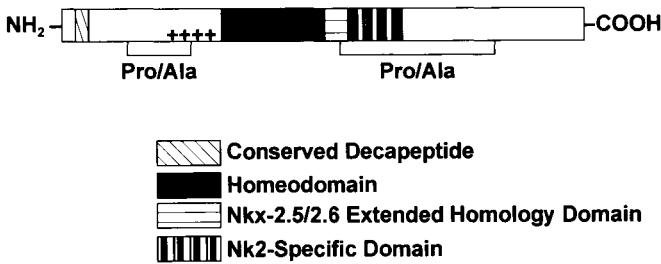 NH₂ ++++ COOH
Pro/Ala Pro/Ala
Conserved Decapeptide
Homeodomain
Nkx-2.5/2.6 Extended Homology Domain
Nk2-Specific Domain